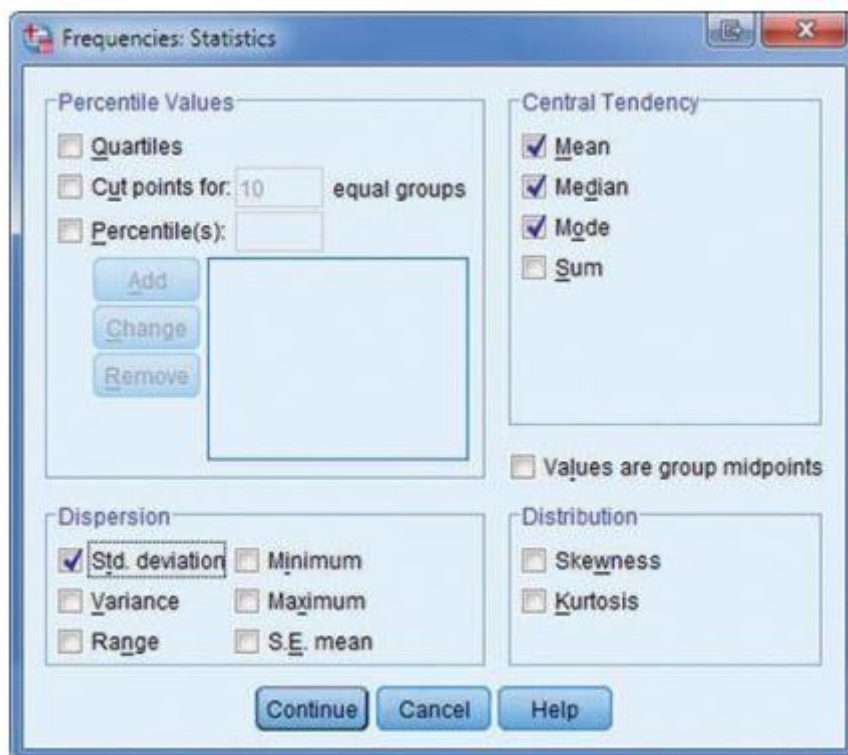 Frequencies: Statistics
Percentile Values
Quartiles
Cut points for: 10 equal groups
Percentile(s):
Add
Change
Remove
Central Tendency
Mean
Median
Mode
Sum
Values are group midpoints
Dispersion
Std. deviation Minimum
Variance Maximum
Range S.E. mean
Distribution
Skewness
Kurtosis
Continue Cancel Help